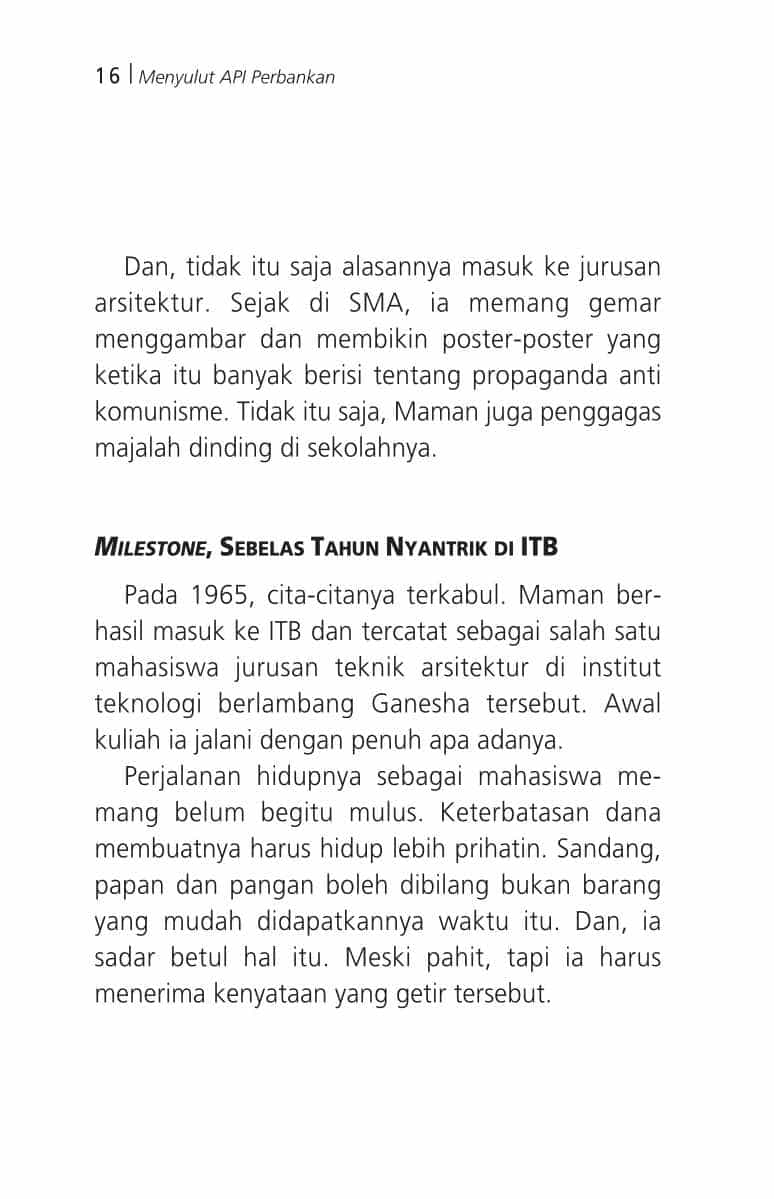 16 | Menyulut API Perbankan
Dan, tidak itu saja alasannya masuk ke jurusan
arsitektur. Sejak di SMA, ia memang gemar
menggambar dan membikin poster-poster yang
ketika itu banyak berisi tentang propaganda anti
komunisme. Tidak itu saja, Maman juga penggagas
majalah dinding di sekolahnya.
MILESTONE, SEBELAS TAHUN NYANTRIK DI ITB
Pada 1965, cita-citanya terkabul. Maman ber-
hasil masuk ke ITB dan tercatat sebagai salah satu
mahasiswa jurusan teknik arsitektur di institut
teknologi berlambang Ganesha tersebut. Awal
kuliah ia jalani dengan penuh apa adanya.
Perjalanan hidupnya sebagai mahasiswa me-
mang belum begitu mulus. Keterbatasan dana
membuatnya harus hidup lebih prihatin. Sandang,
papan dan pangan boleh dibilang bukan barang
yang mudah didapatkannya waktu itu. Dan, ia
sadar betul hal itu. Meski pahit, tapi ia harus
menerima kenyataan yang getir tersebut.